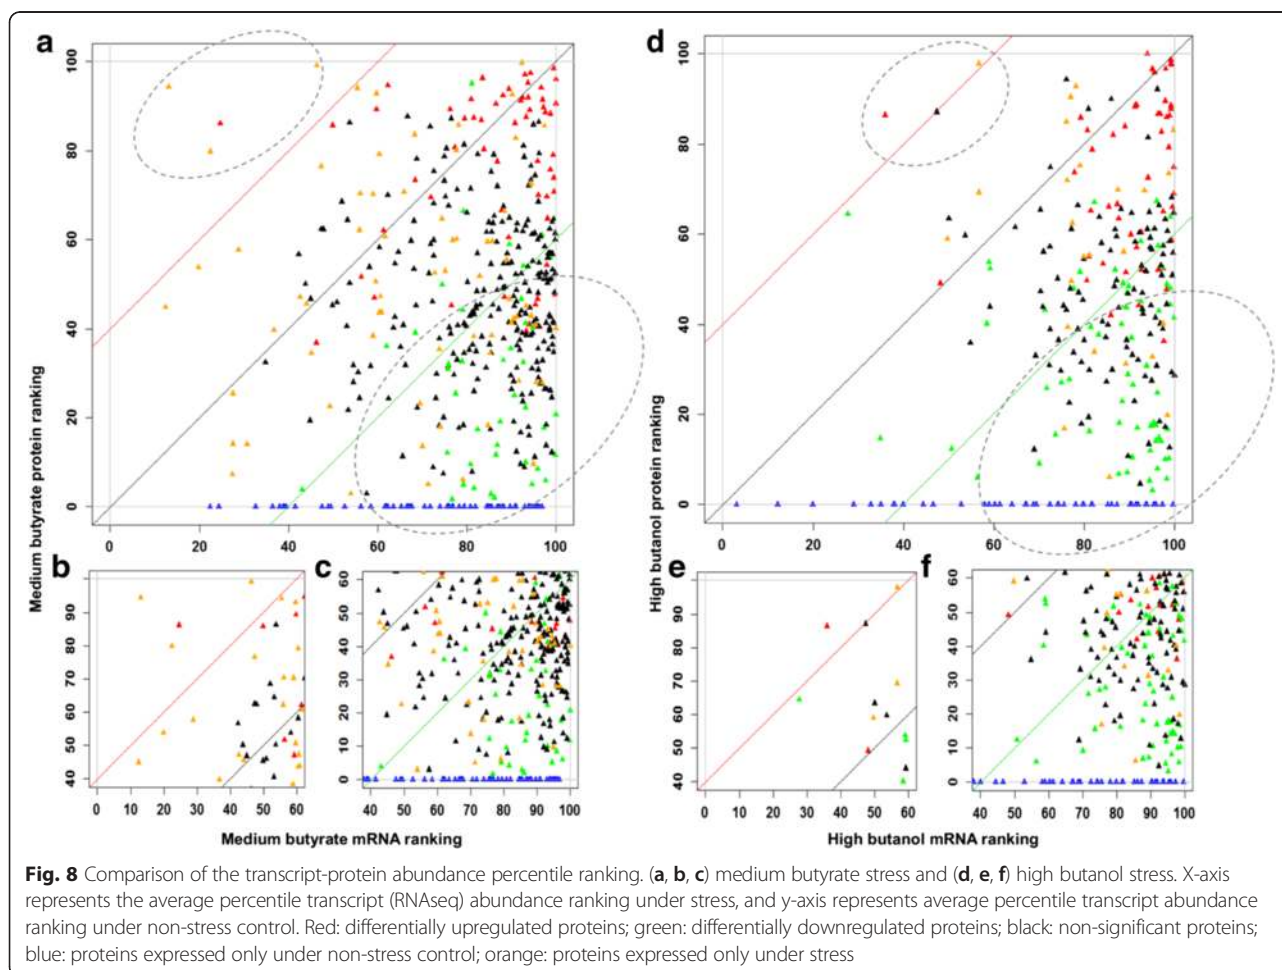 a
100
80
60
40
20
0
Medium butyrate protein ranking
0 20 40 60 80 100
d
100
80
60
40
20
0
High butanol protein ranking
0 20 40 60 80 100
b
90
80
70
60
50
40
0 10 20 30 40 50 60
c
60
50
40
30
20
10
0
40 50 60 70 80 90 100
Medium butyrate mRNA ranking
e
90
80
70
60
50
40
0 10 20 30 40 50 60
f
60
50
40
30
20
10
0
40 50 60 70 80 90 100
High butanol mRNA ranking
Fig. 8 Comparison of the transcript-protein abundance percentile ranking. (a, b, c) medium butyrate stress and (d, e, f) high butanol stress. X-axis
represents the average percentile transcript (RNAseq) abundance ranking under stress, and y-axis represents average percentile transcript abundance
ranking under non-stress control. Red: differentially upregulated proteins; green: differentially downregulated proteins; black: non-significant proteins;
blue: proteins expressed only under non-stress control; orange: proteins expressed only under stress